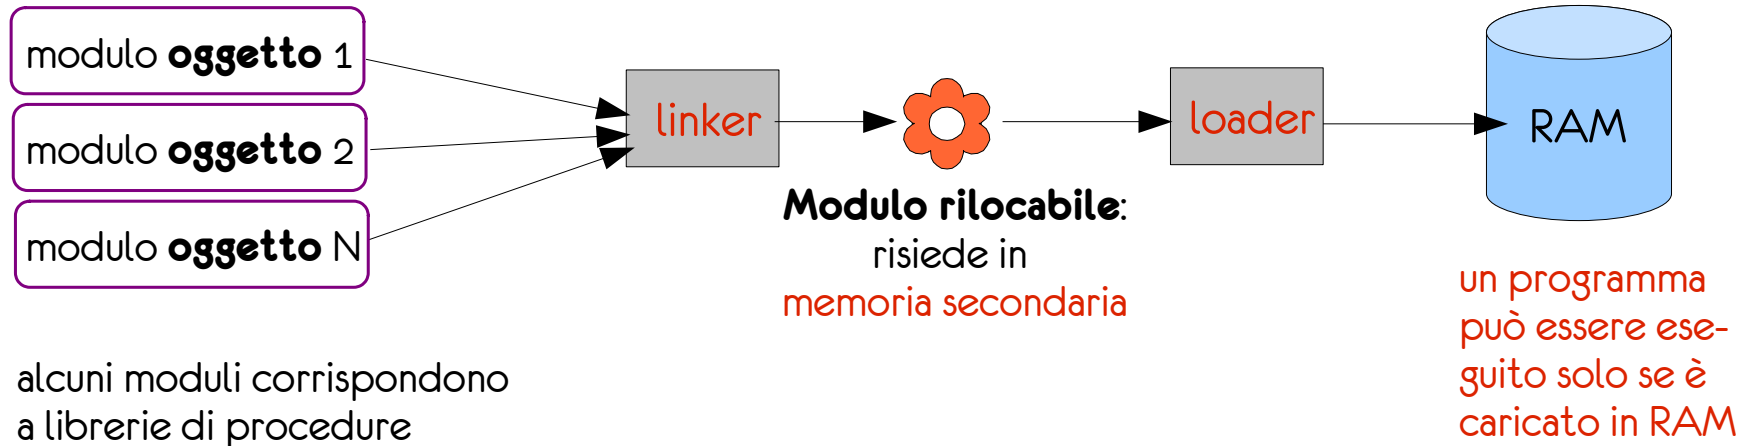 modulo oggetto 1
modulo oggetto 2
modulo oggetto N
linker
loader
RAM
Modulo rilocabile:
risiede in
memoria secondaria
un programma
può essere ese-
guito solo se è
caricato in RAM
alcuni moduli corrispondono
a librerie di procedure